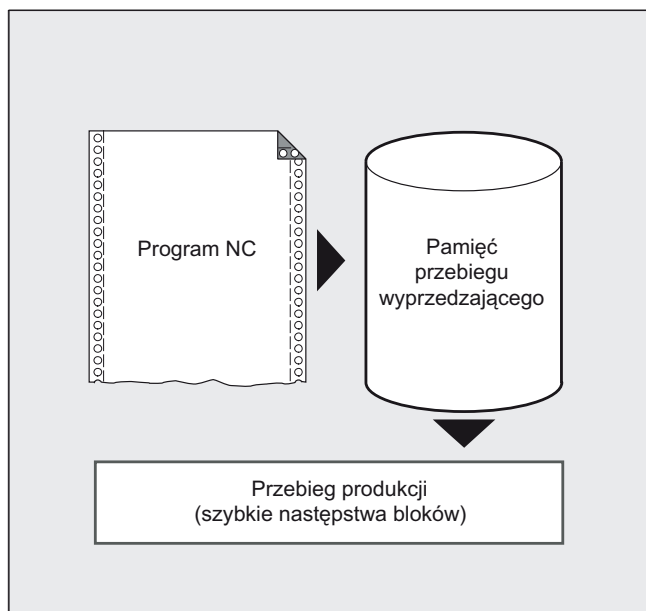 Program NC
Pamięć
przebiegu
wyprzedzającego
Przebieg produkcji
(szybkie następstwa bloków)